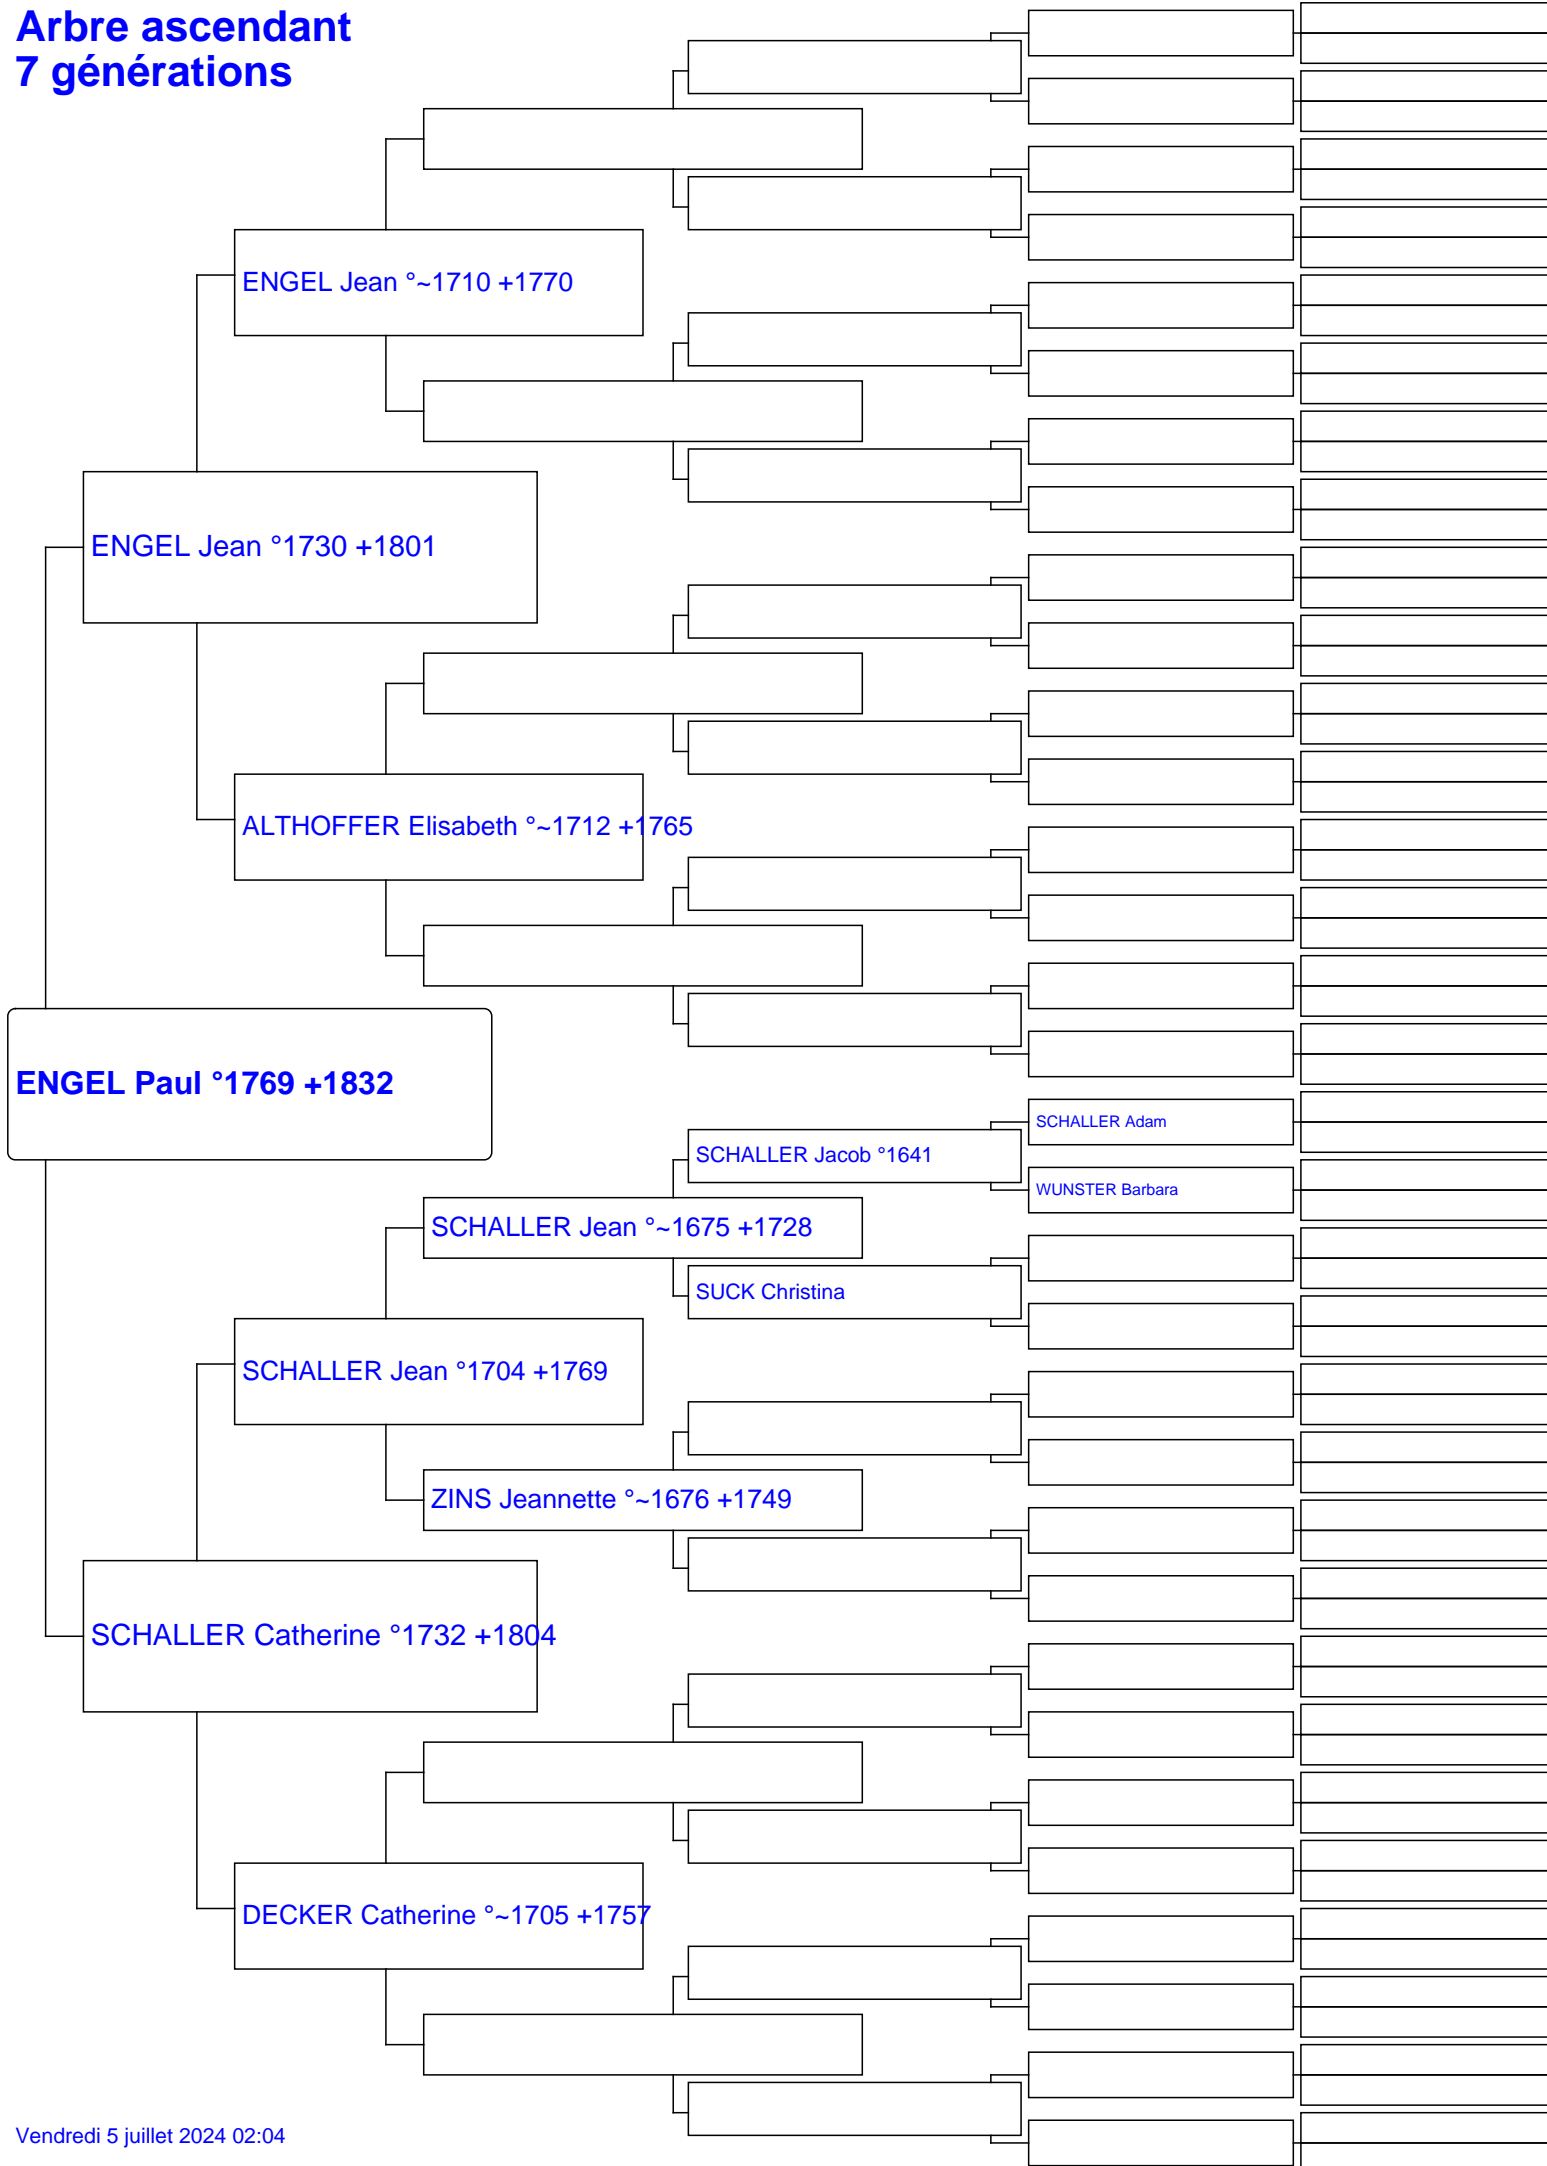 Arbre ascendant
7 générations
ENGEL Jean °~1710 +1770
ENGEL Jean °1730 +1801
ALTHOFFER Elisabeth °~1712 +1765
ENGEL Paul °1769 +1832
SCHALLER Adam
SCHALLER Jacob °1641
WUNSTER Barbara
SCHALLER Jean °~1675 +1728
SUCK Christina
SCHALLER Jean °1704 +1769
ZINS Jeannette °~1676 +1749
SCHALLER Catherine °1732 +1804
DECKER Catherine °~1705 +1757
Vendredi 5 juillet 2024 02:04